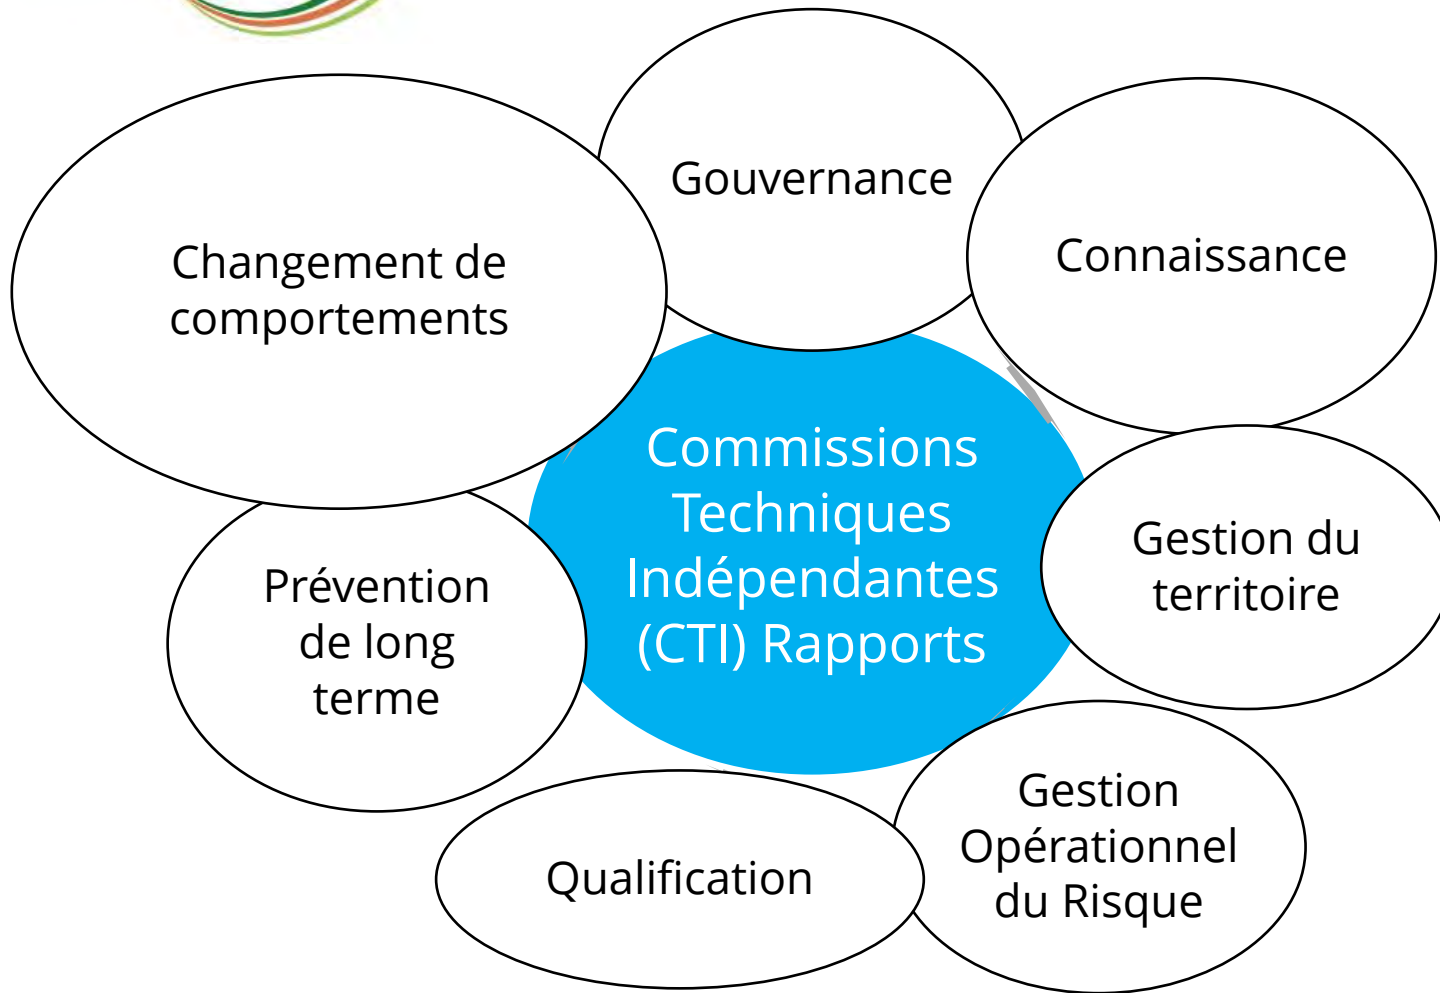 Gouvernance
Connaissance
Changement de
comportements
Commissions
Techniques
Indépendantes
(CTI) Rapports
Gestion du
territoire
Prévention
de long
terme
Gestion
Opérationnel
du Risque
Qualification